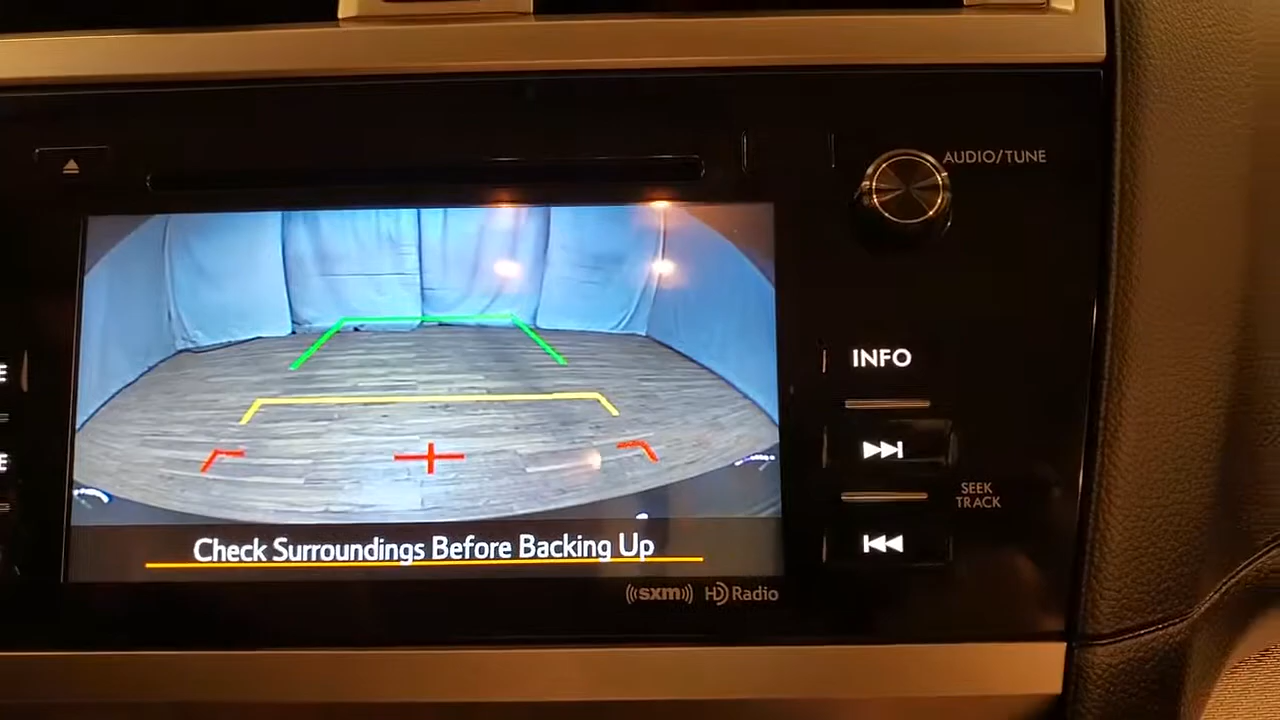 AUDIO/TUNE
INFO
SEEK
TRACK
Check Surroundings Before Backing Up
((sxm)) HD Radio